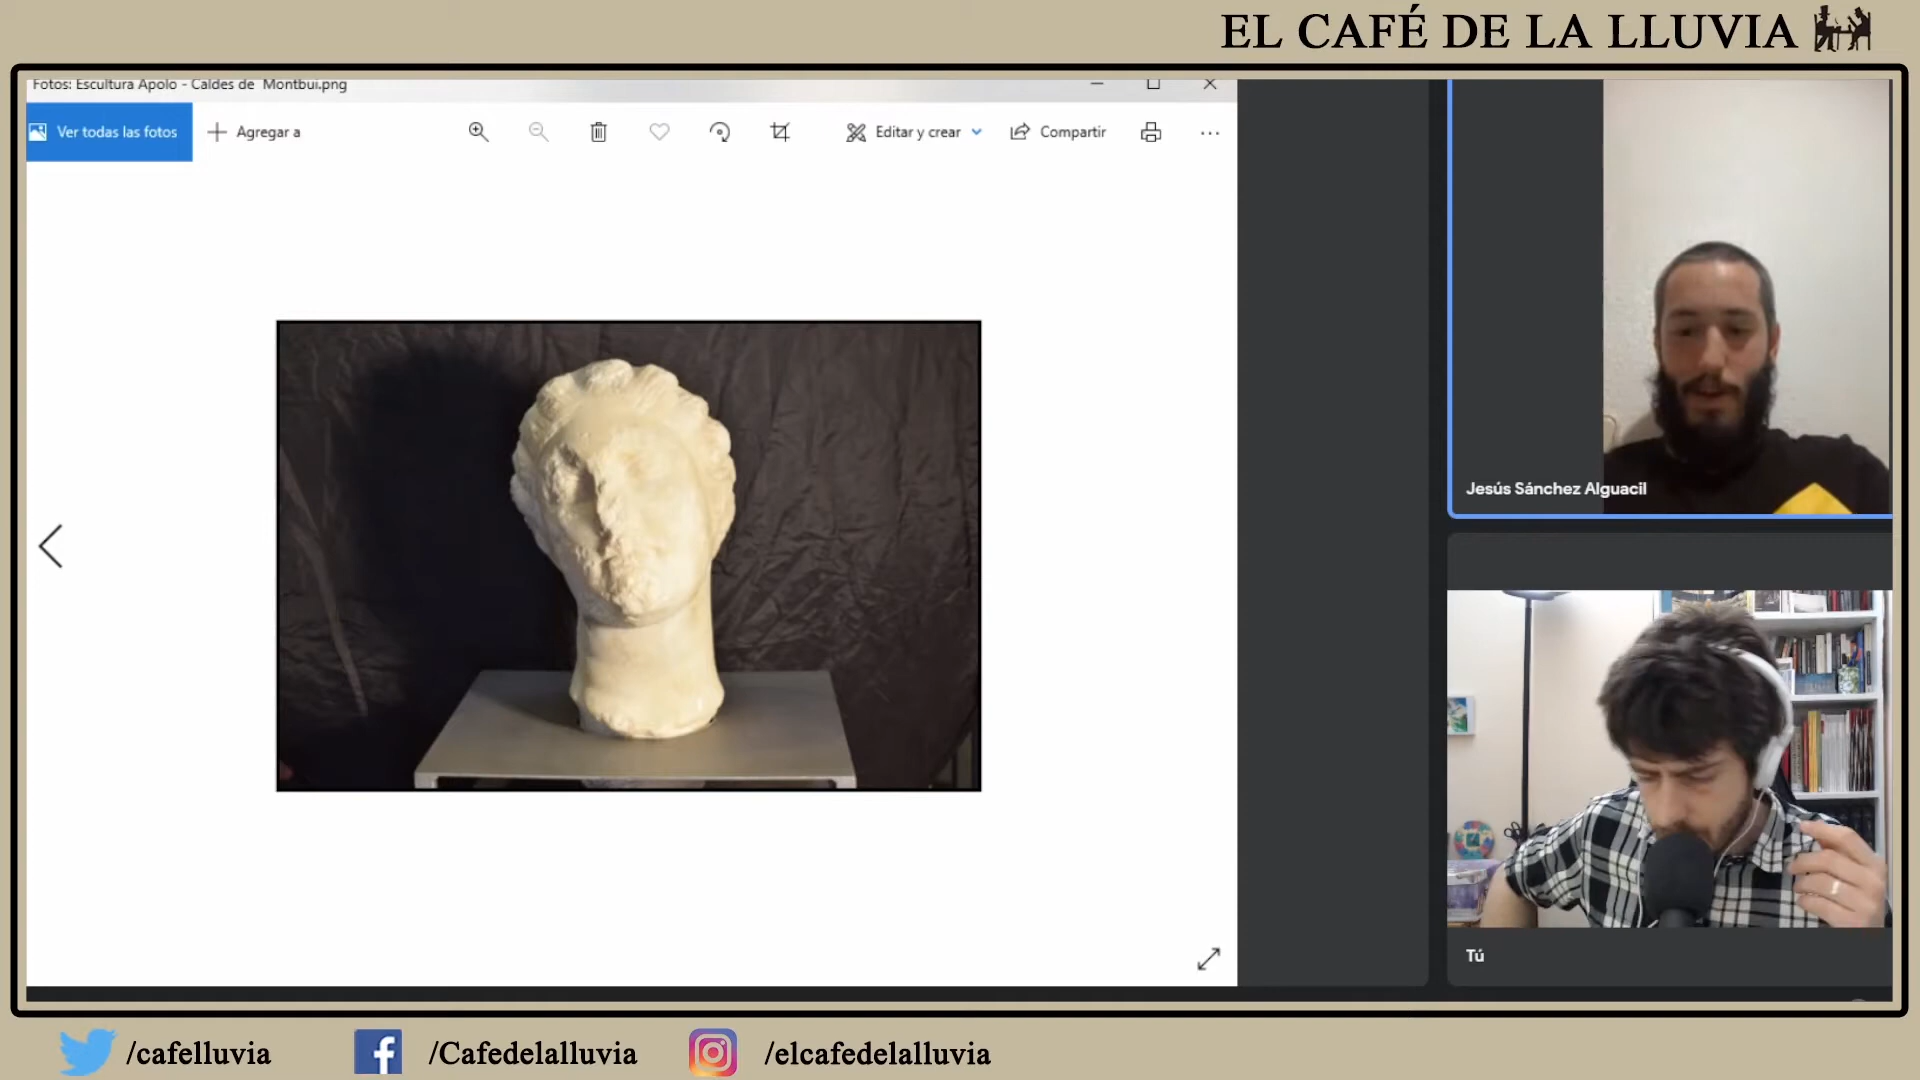 EL CAFÉ DE LA LLUVIA
Fotos: Escultura Apolo - Caldes de Montbui.png
Ver todas las fotos
Agregar a
Editar y crear
Compartir
Jesús Sánchez Alguacil
Tú
/cafelluvia
/Cafedelalluvia
/elcafedelalluvia